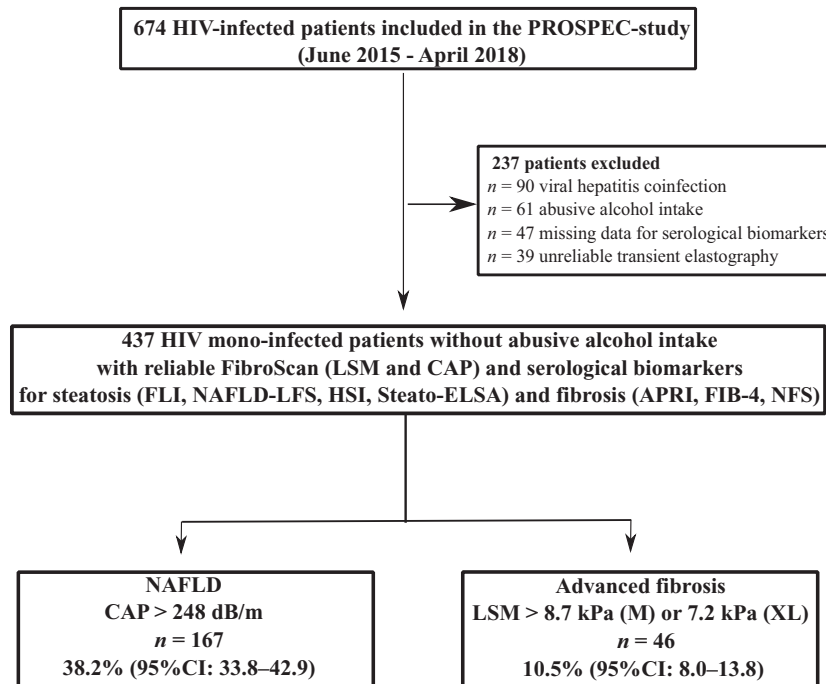 674 HIV-infected patients included in the PROSPEC-study
(June 2015 - April 2018)
237 patients excluded
n = 90 viral hepatitis coinfection
n = 61 abusive alcohol intake
n = 47 missing data for serological biomarkers
n = 39 unreliable transient elastography
437 HIV mono-infected patients without abusive alcohol intake
with reliable FibroScan (LSM and CAP) and serological biomarkers
for steatosis (FLI, NAFLD-LFS, HSI, Steato-ELSA) and fibrosis (APRI, FIB-4, NFS)
NAFLD
CAP > 248 dB/m
n = 167
38.2% (95%CI: 33.8–42.9)
Advanced fibrosis
LSM > 8.7 kPa (M) or 7.2 kPa (XL)
n = 46
10.5% (95%CI: 8.0–13.8)